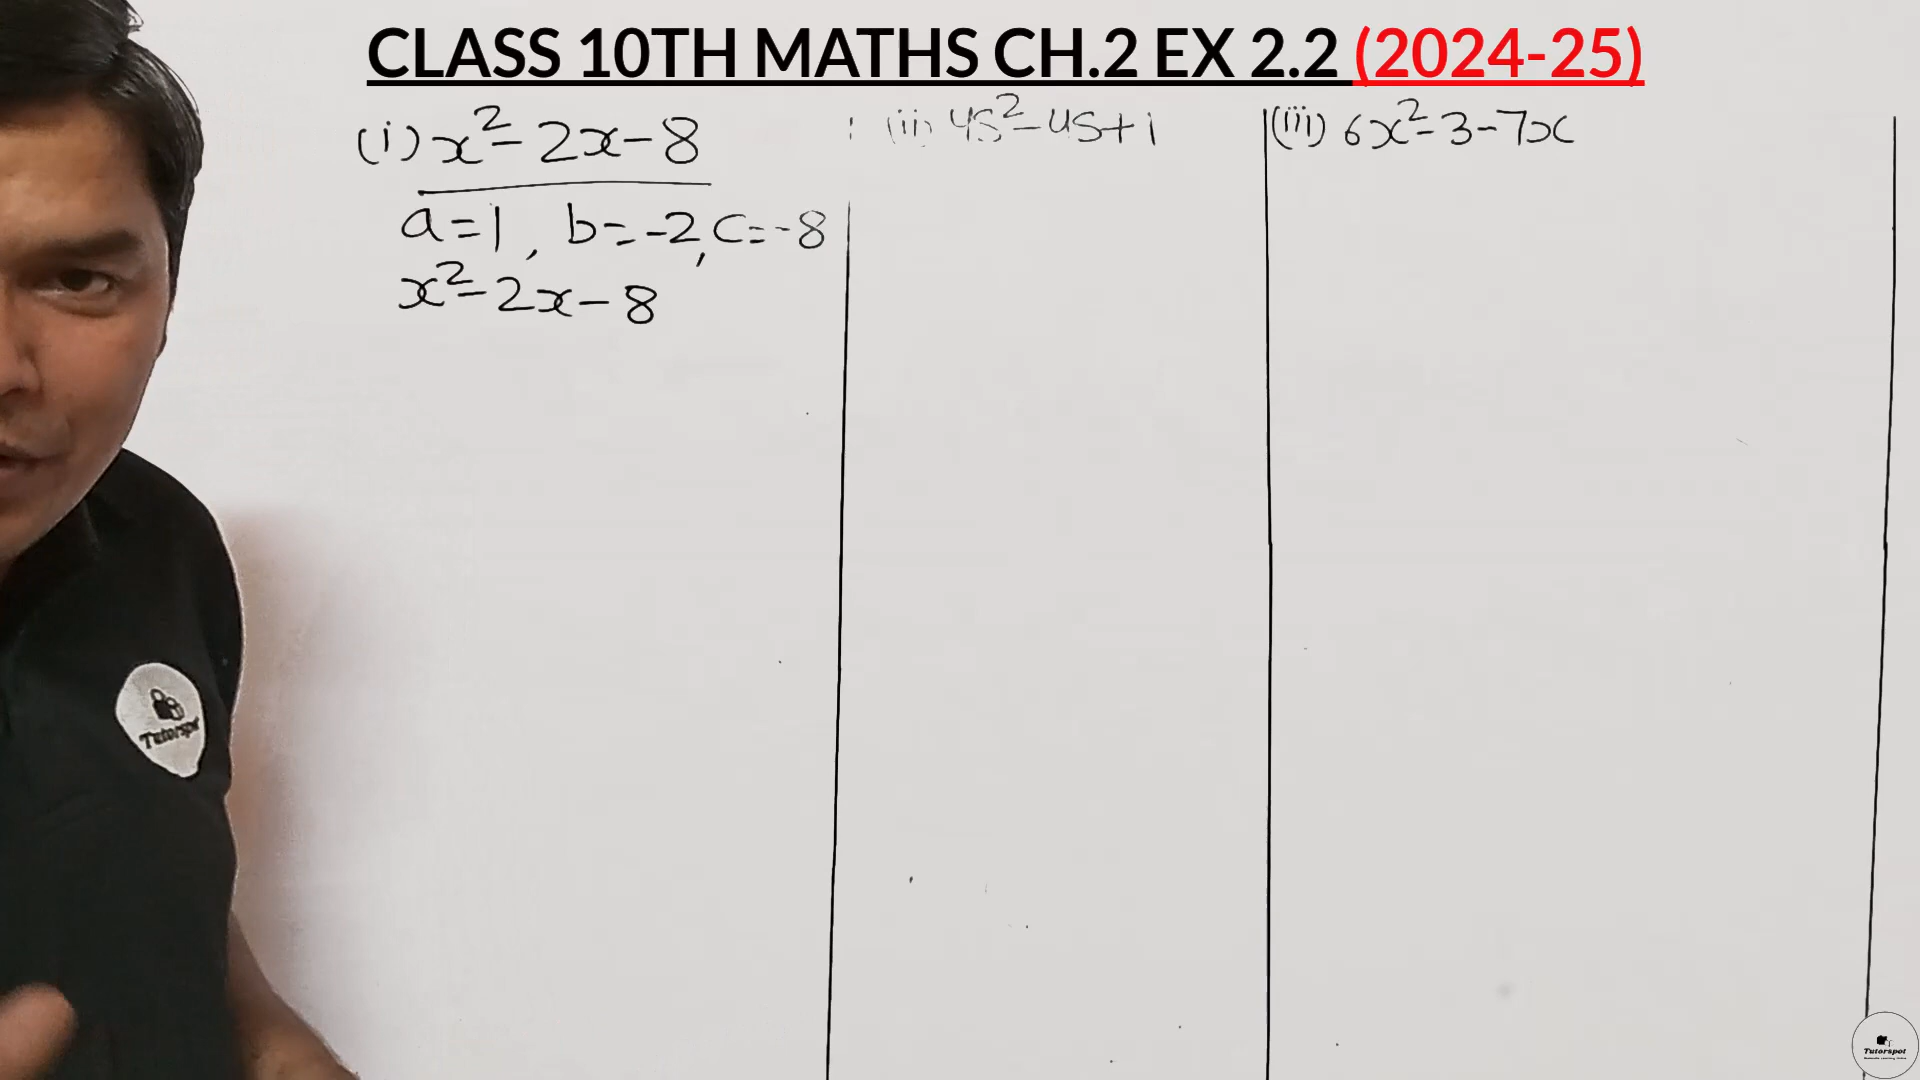 CLASS 10TH MATHS CH.2 EX 2.2 (2024-25)
(i) x²-2x-8
a=1, b=-2, c=-8
x²-2x-8
(ii) 4s²-4s+1
(iii) 6x²-3-7x
Tutorspot
Tutorspot